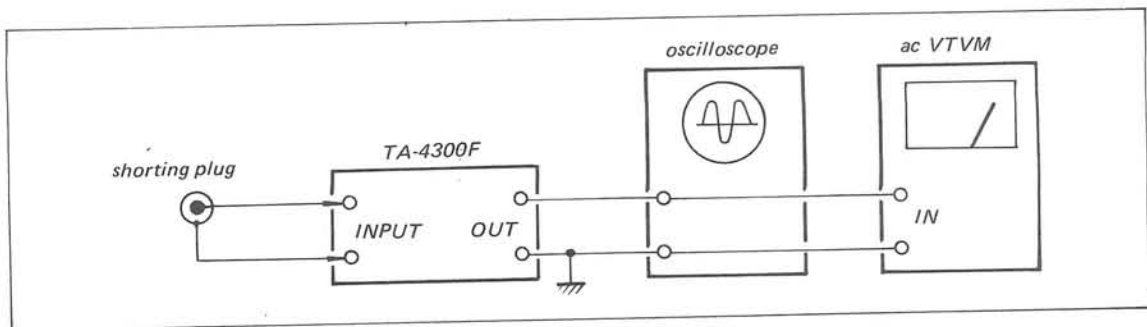 oscilloscope
ac VTVM
TA-4300F
shorting plug
INPUT
OUT
IN